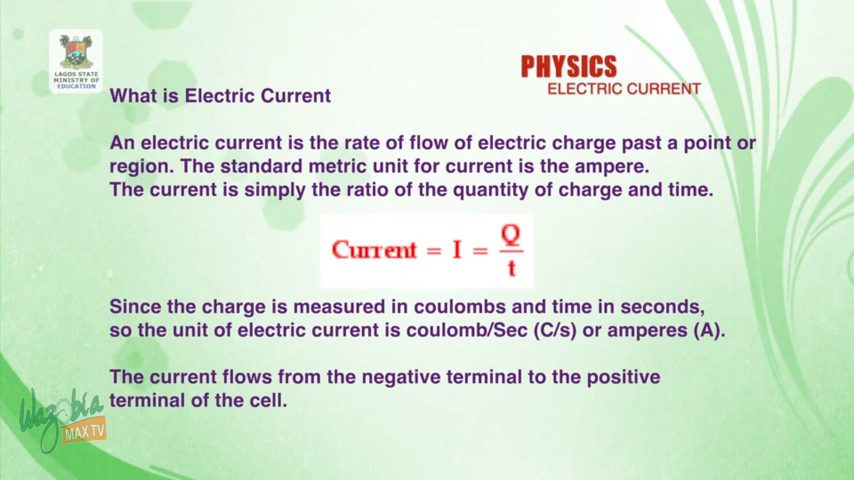 LAGOS STATE
MINISTRY OF
EDUCATION
PHYSICS
ELECTRIC CURRENT
What is Electric Current
An electric current is the rate of flow of electric charge past a point or
region. The standard metric unit for current is the ampere.
The current is simply the ratio of the quantity of charge and time.
Current = I = Q/t
Since the charge is measured in coulombs and time in seconds,
so the unit of electric current is coulomb/Sec (C/s) or amperes (A).
The current flows from the negative terminal to the positive
terminal of the cell.
Wazobia
MAX TV